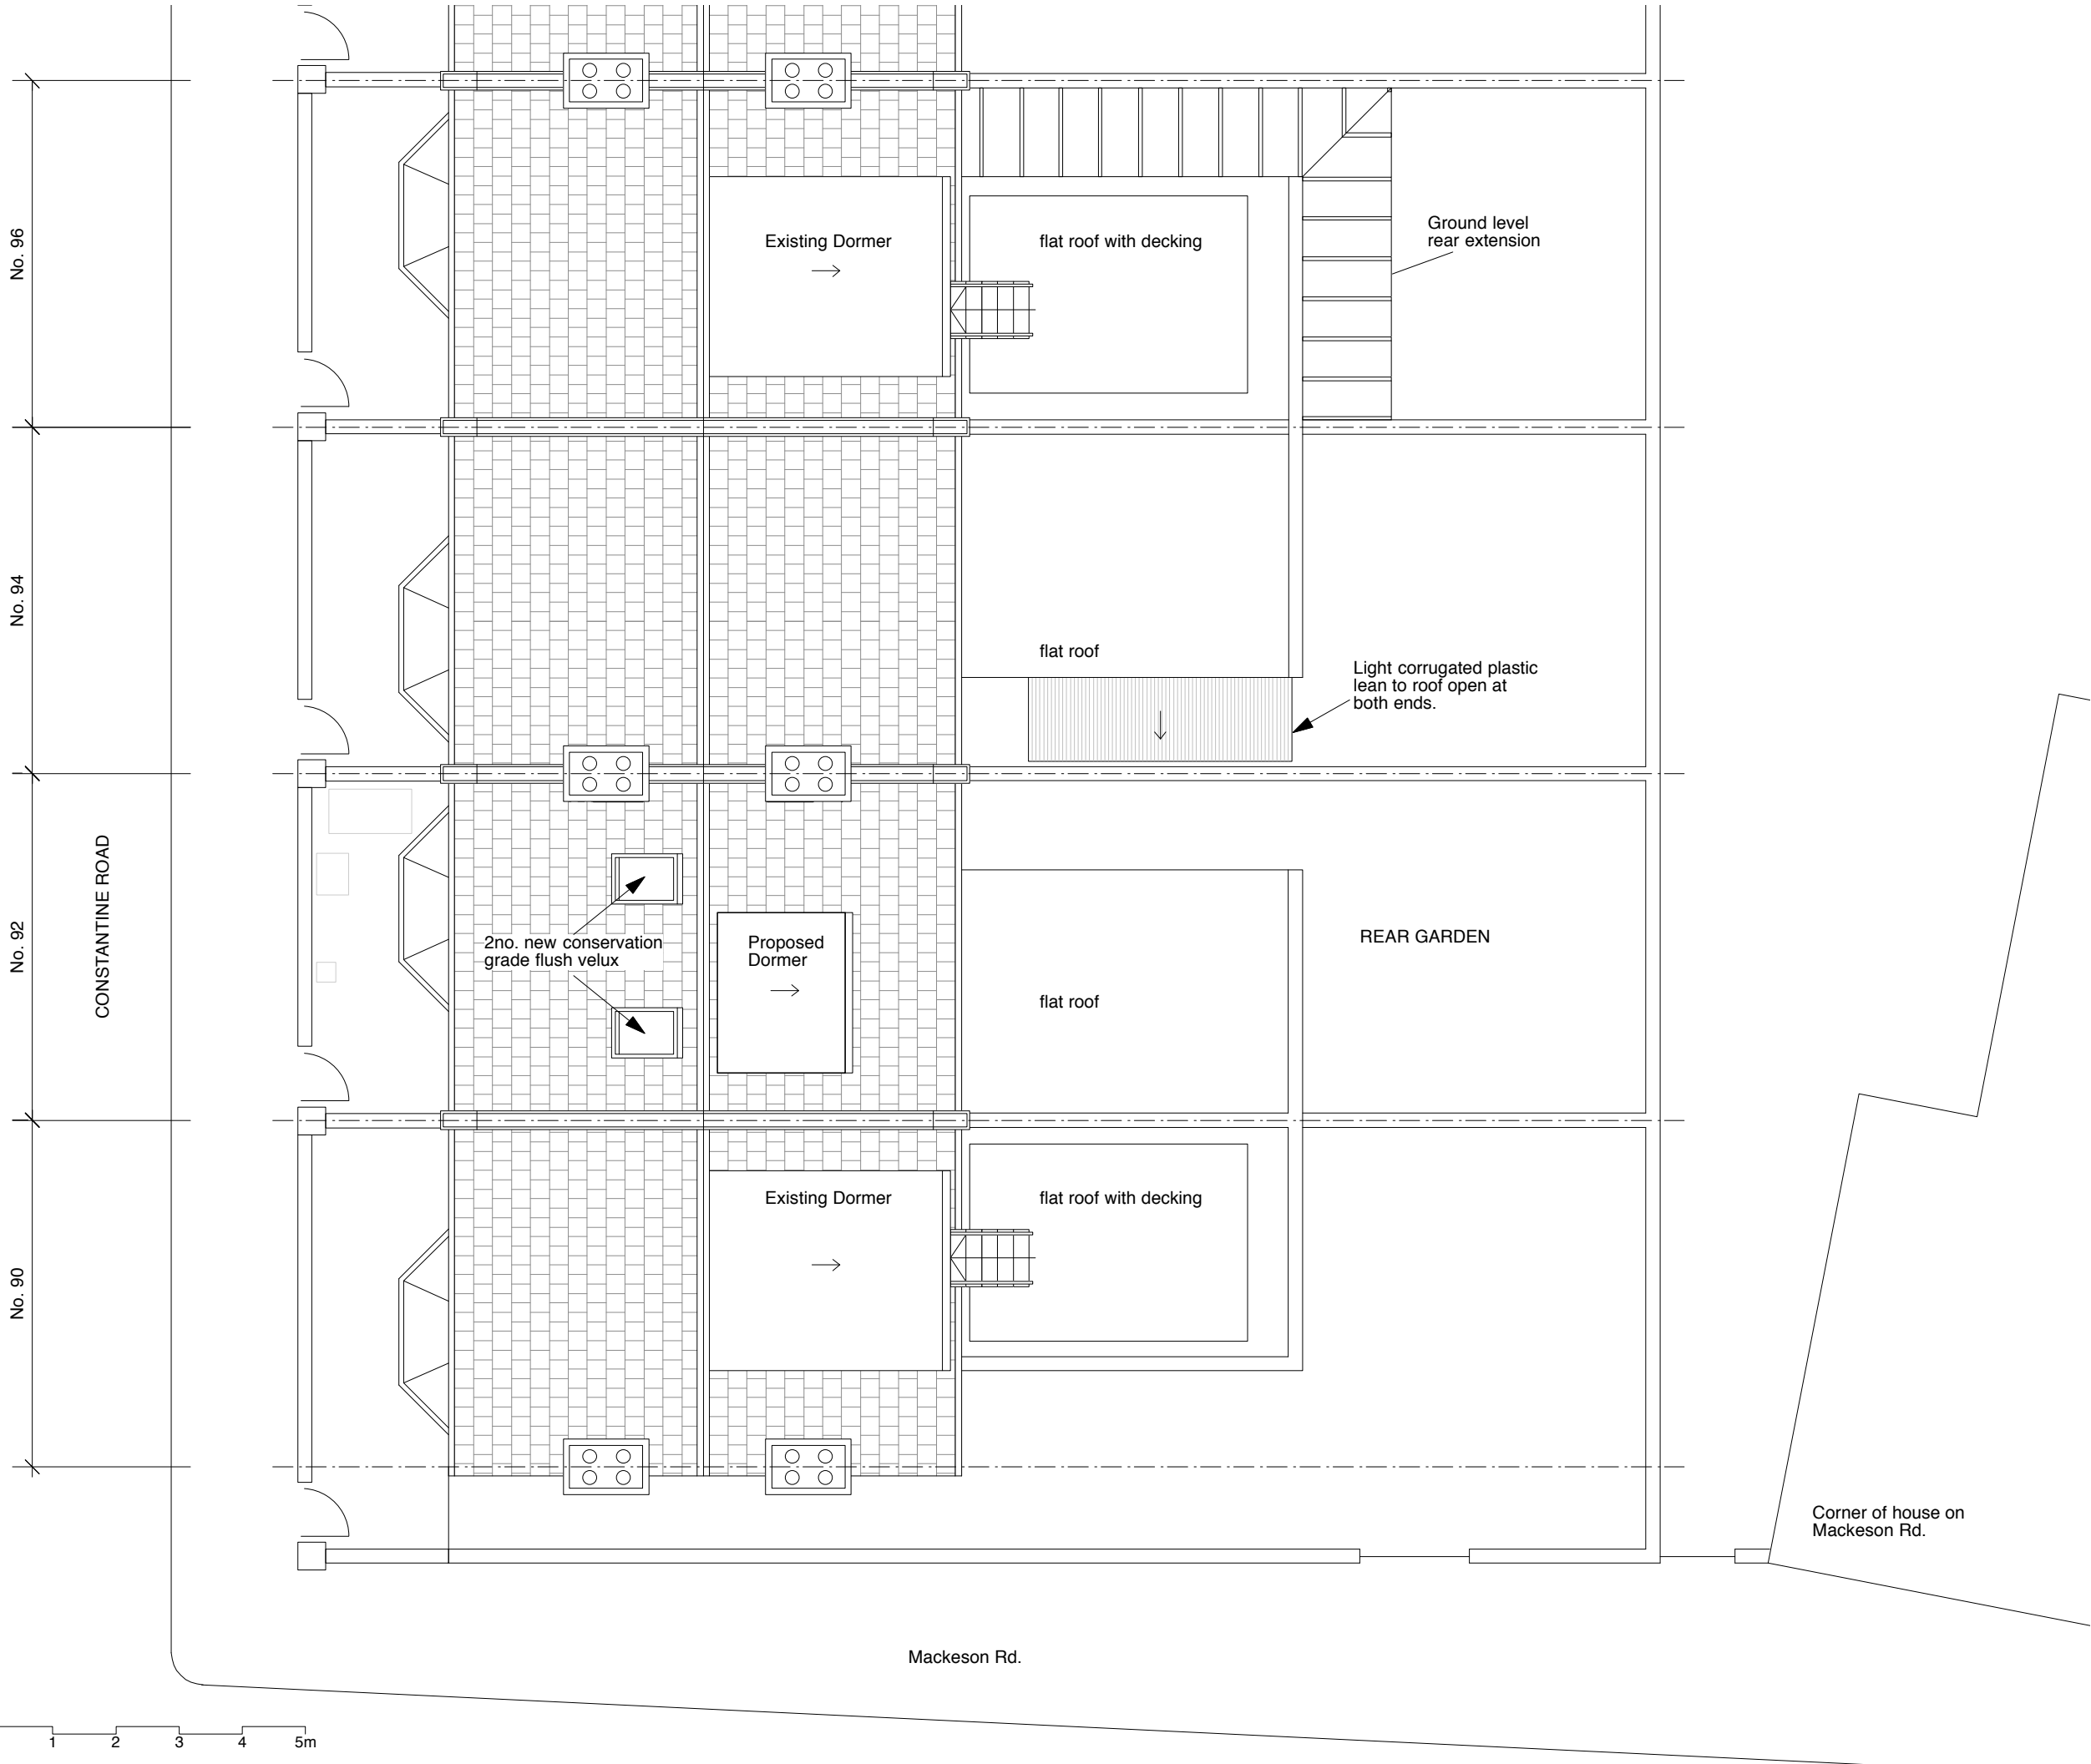 No. 96
Existing Dormer
flat roof with decking
Ground level
rear extension
No. 94
flat roof
Light corrugated plastic
lean to roof open at
both ends.
CONSTANTINE ROAD
No. 92
2no. new conservation
grade flush velux
Proposed
Dormer
flat roof
REAR GARDEN
No. 90
Existing Dormer
flat roof with decking
Corner of house on
Mackeson Rd.
Mackeson Rd.
1 2 3 4 5m